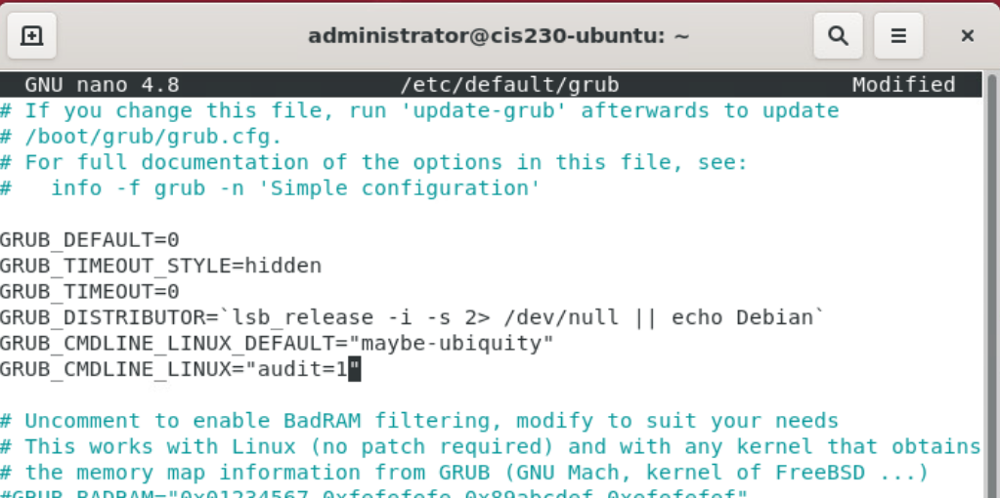 administrator@cis230-ubuntu: ~
GNU nano 4.8 /etc/default/grub Modified
# If you change this file, run 'update-grub' afterwards to update
# /boot/grub/grub.cfg.
# For full documentation of the options in this file, see:
#   info -f grub -n 'Simple configuration'
GRUB_DEFAULT=0
GRUB_TIMEOUT_STYLE=hidden
GRUB_TIMEOUT=0
GRUB_DISTRIBUTOR=`lsb_release -i -s 2> /dev/null || echo Debian`
GRUB_CMDLINE_LINUX_DEFAULT="maybe-ubiquity"
GRUB_CMDLINE_LINUX="audit=1"
# Uncomment to enable BadRAM filtering, modify to suit your needs
# This works with Linux (no patch required) and with any kernel that obtains
# the memory map information from GRUB (GNU Mach, kernel of FreeBSD ...)
#GRUB_BADRAM="0x01234567,0xfefefefe,0x89abcdef,0xefefefef"